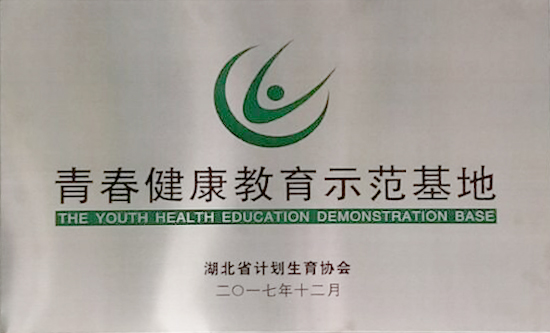 青春健康教育示范基地
THE YOUTH HEALTH EDUCATION DEMONSTRATION BASE
湖北省计划生育协会
二〇一七年十二月